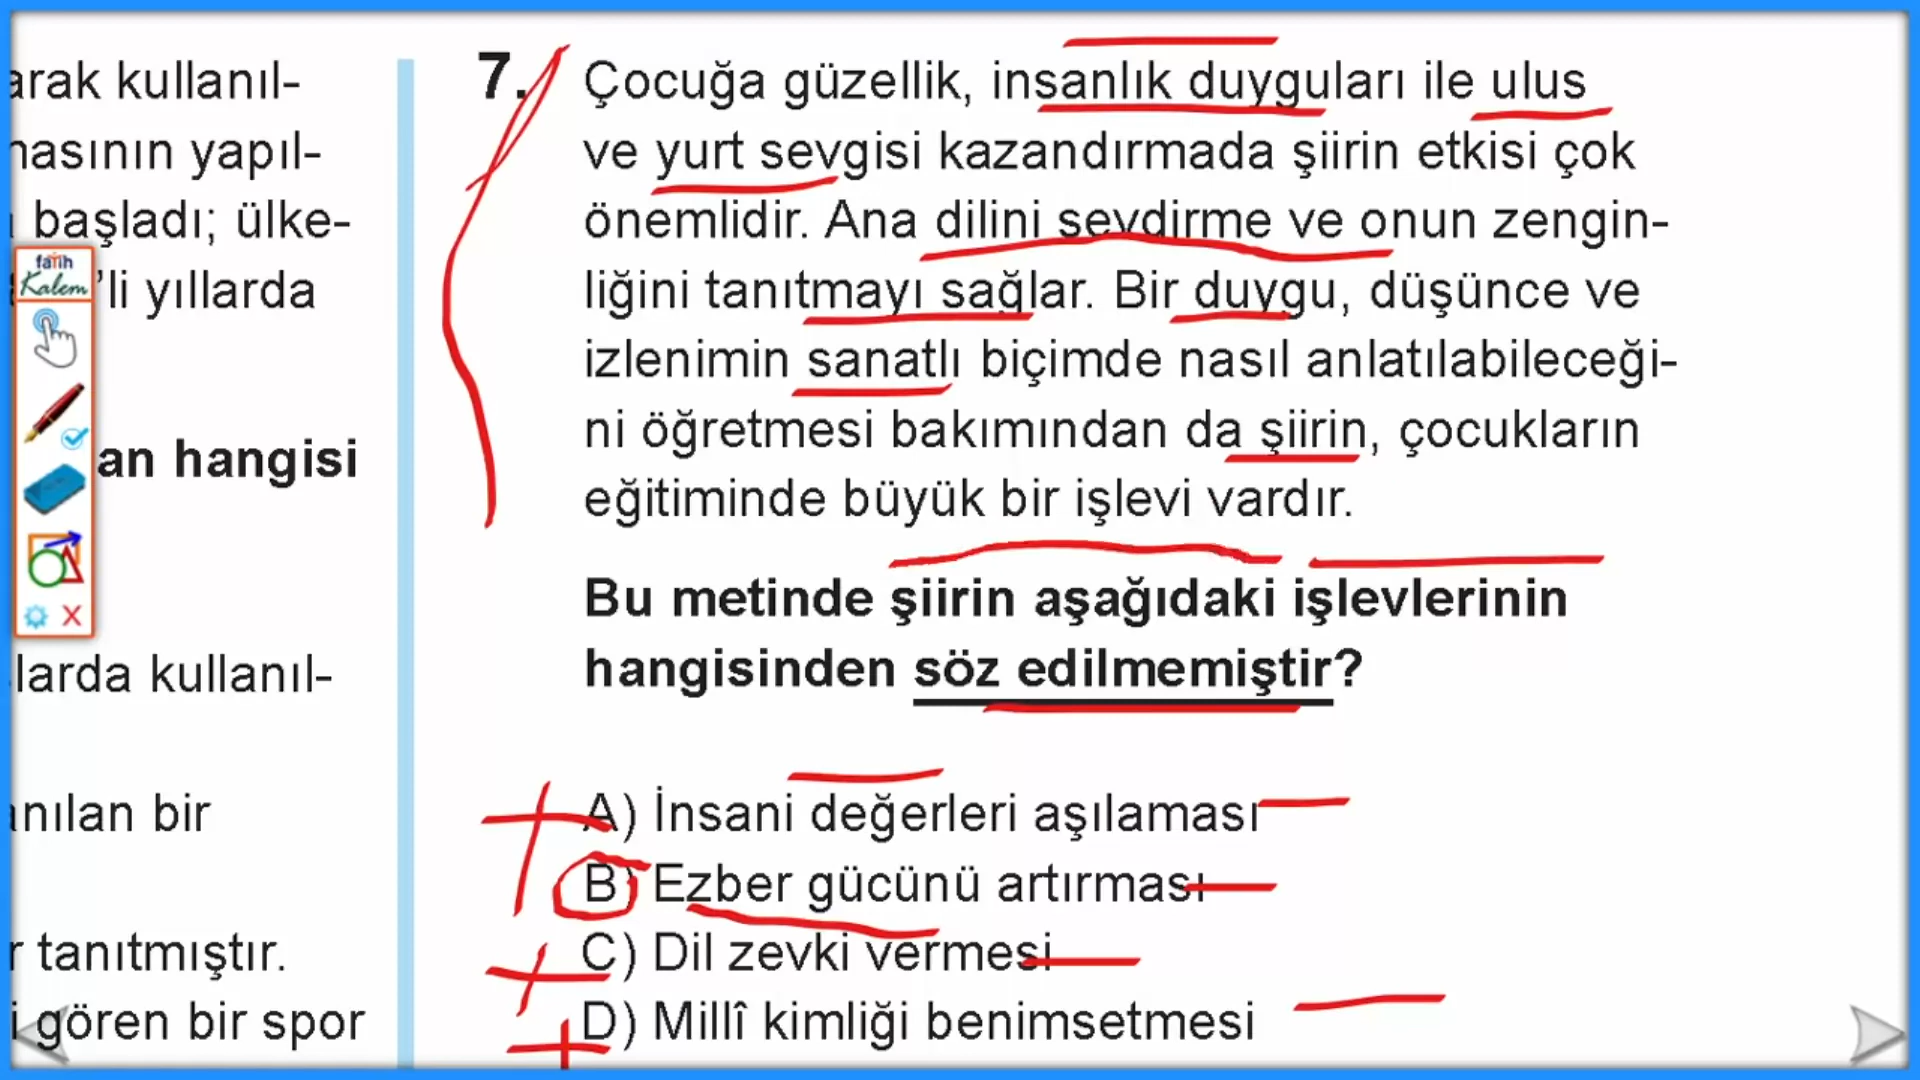 arak kullanıl-
masının yapıl-
başladı; ülke-
'li yıllarda
an hangisi
larda kullanıl-
anılan bir
r tanıtmıştır.
i gören bir spor
fatih
Kalem
7. Çocuğa güzellik, insanlık duyguları ile ulus
ve yurt sevgisi kazandırmada şiirin etkisi çok
önemlidir. Ana dilini sevdirme ve onun zengin-
liğini tanıtmayı sağlar. Bir duygu, düşünce ve
izlenimin sanatlı biçimde nasıl anlatılabileceği-
ni öğretmesi bakımından da şiirin, çocukların
eğitiminde büyük bir işlevi vardır.
Bu metinde şiirin aşağıdaki işlevlerinin
hangisinden söz edilmemiştir?
A) İnsani değerleri aşılaması
B) Ezber gücünü artırması
C) Dil zevki vermesi
D) Millî kimliği benimsetmesi